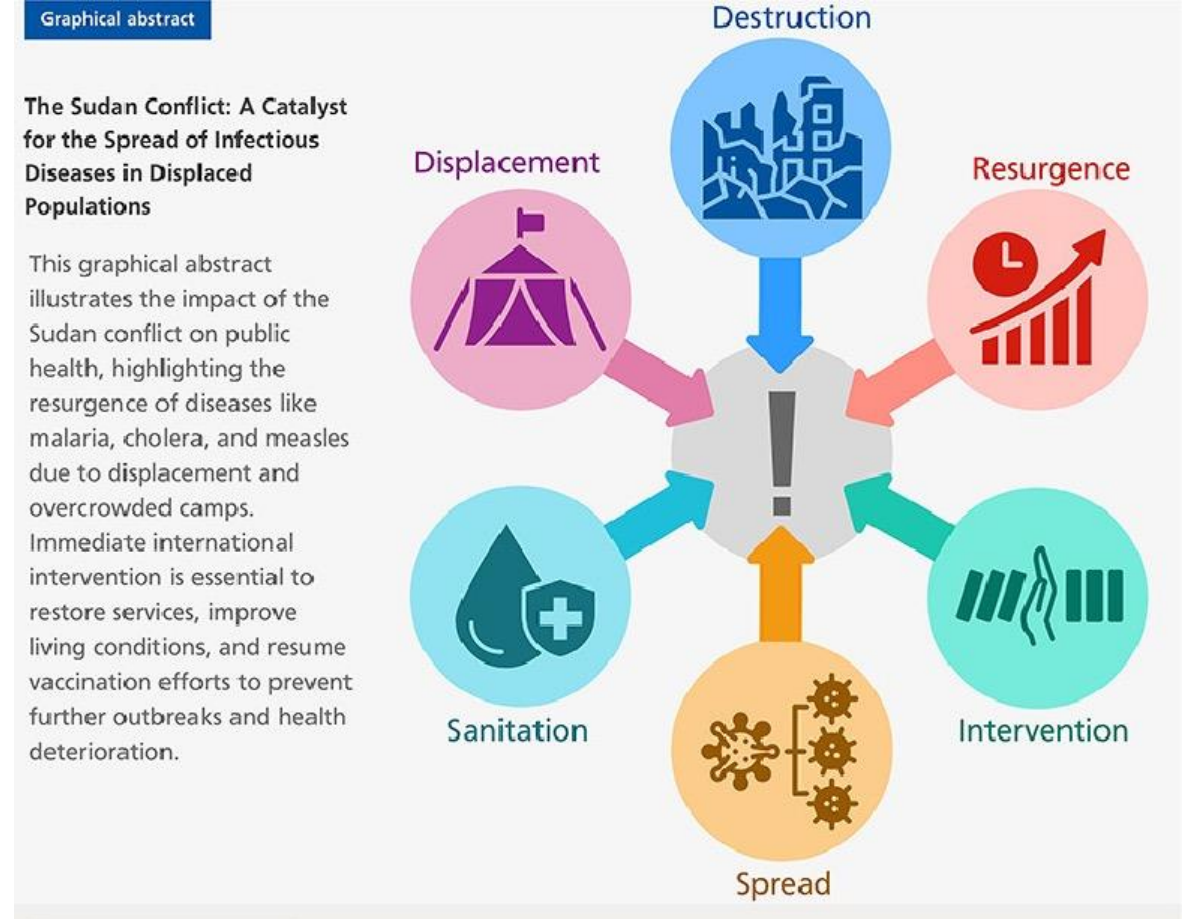 Graphical abstract
The Sudan Conflict: A Catalyst
for the Spread of Infectious
Diseases in Displaced
Populations
This graphical abstract
illustrates the impact of the
Sudan conflict on public
health, highlighting the
resurgence of diseases like
malaria, cholera, and measles
due to displacement and
overcrowded camps.
Immediate international
intervention is essential to
restore services, improve
living conditions, and resume
vaccination efforts to prevent
further outbreaks and health
deterioration.
Destruction
Displacement
Resurgence
!
Sanitation
Intervention
Spread